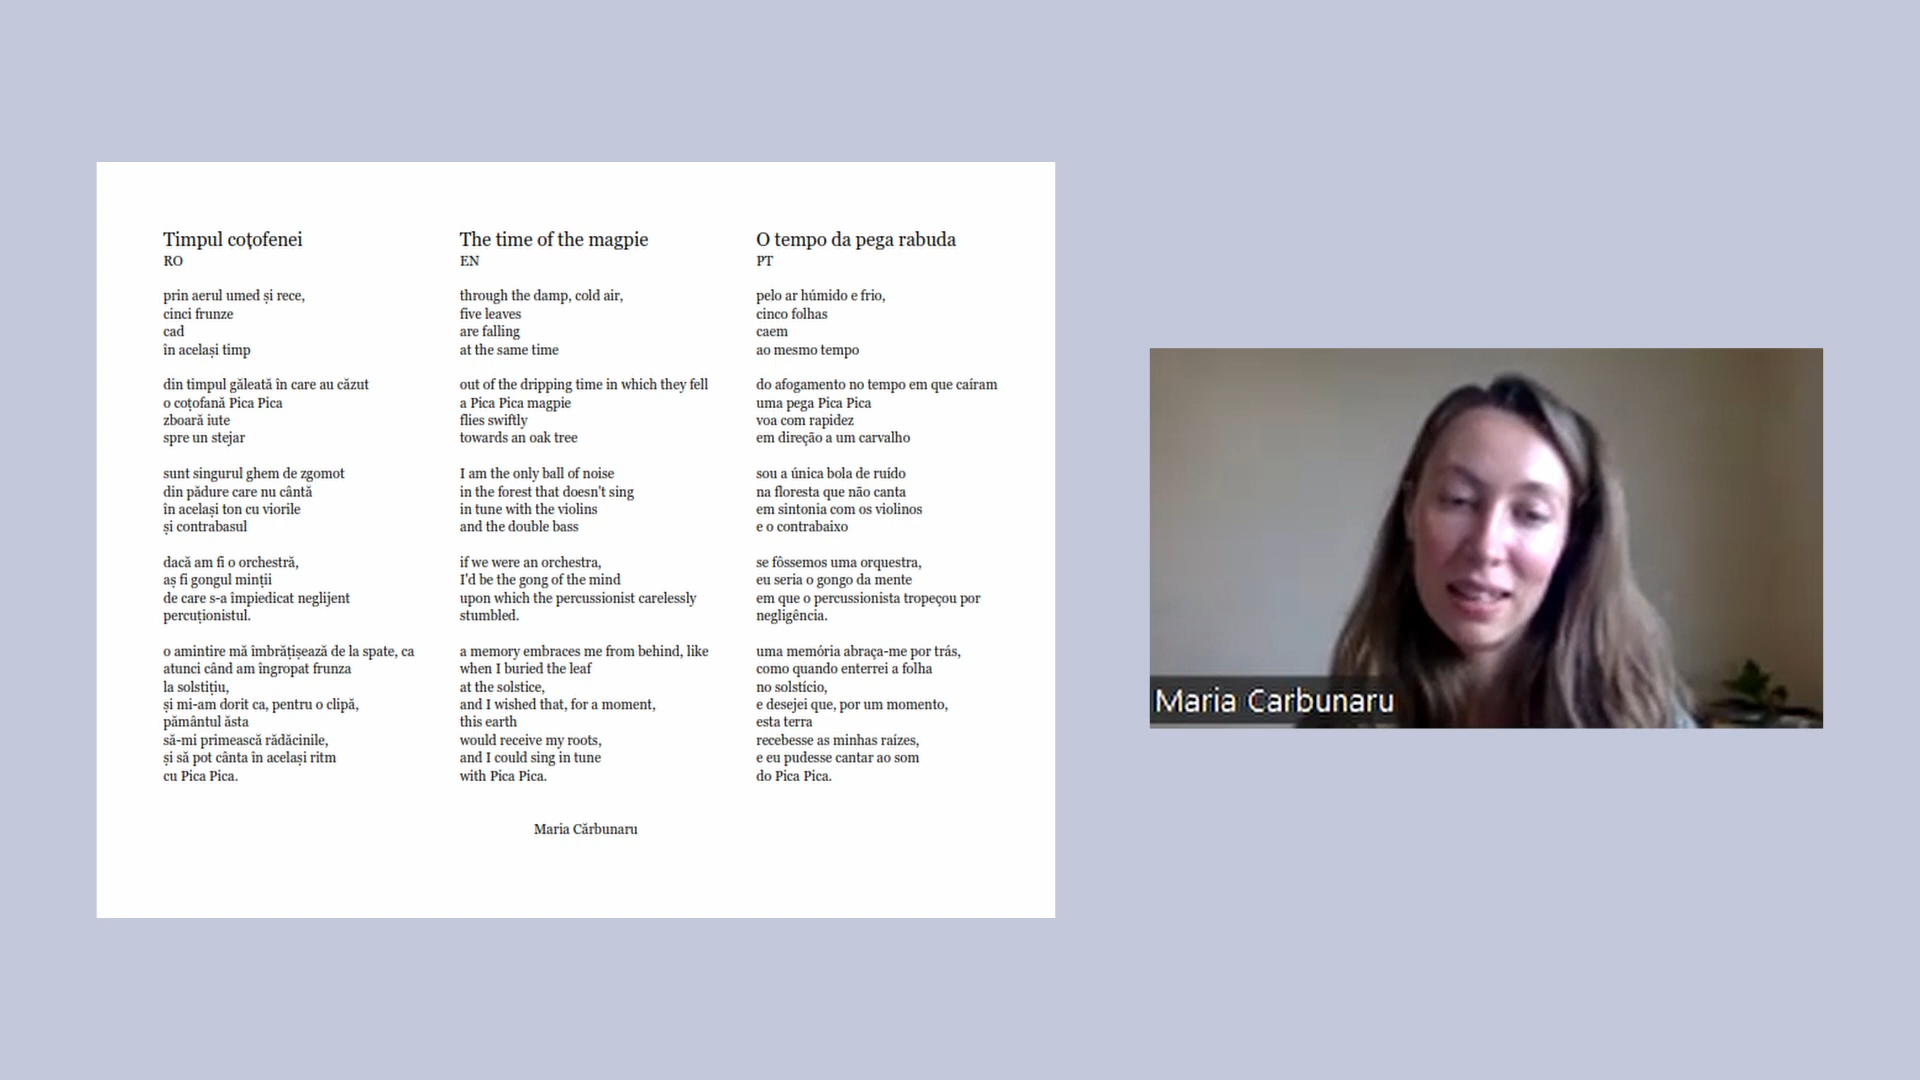 Timpul coțofenei
RO
prin aerul umed și rece,
cinci frunze
cad
în același timp
din timpul găleată în care au căzut
o coțofană Pica Pica
zboară iute
spre un stejar
sunt singurul ghem de zgomot
din pădure care nu cântă
în același ton cu viorile
și contrabasul
dacă am fi o orchestră,
aș fi gongul minții
de care s-a împiedicat neglijent
percuționistul.
o amintire mă îmbrățișează de la spate, ca
atunci când am îngropat frunza
la solstițiu,
și mi-am dorit ca, pentru o clipă,
pământul ăsta
să-mi primească rădăcinile,
și să pot cânta în același ritm
cu Pica Pica.
The time of the magpie
EN
through the damp, cold air,
five leaves
are falling
at the same time
out of the dripping time in which they fell
a Pica Pica magpie
flies swiftly
towards an oak tree
I am the only ball of noise
in the forest that doesn't sing
in tune with the violins
and the double bass
if we were an orchestra,
I'd be the gong of the mind
upon which the percussionist carelessly
stumbled.
a memory embraces me from behind, like
when I buried the leaf
at the solstice,
and I wished that, for a moment,
this earth
would receive my roots,
and I could sing in tune
with Pica Pica.
O tempo da pega rabuda
PT
pelo ar húmido e frio,
cinco folhas
caem
ao mesmo tempo
do afogamento no tempo em que caíram
uma pega Pica Pica
voa com rapidez
em direção a um carvalho
sou a única bola de ruído
na floresta que não canta
em sintonia com os violinos
e o contrabaixo
se fôssemos uma orquestra,
eu seria o gongo da mente
em que o percussionista tropeçou por
negligência.
uma memória abraça-me por trás,
como quando enterrei a folha
no solstício,
e desejei que, por um momento,
esta terra
recebesse as minhas raízes,
e eu pudesse cantar ao som
do Pica Pica.
Maria Cărbunaru
Maria Carbunaru